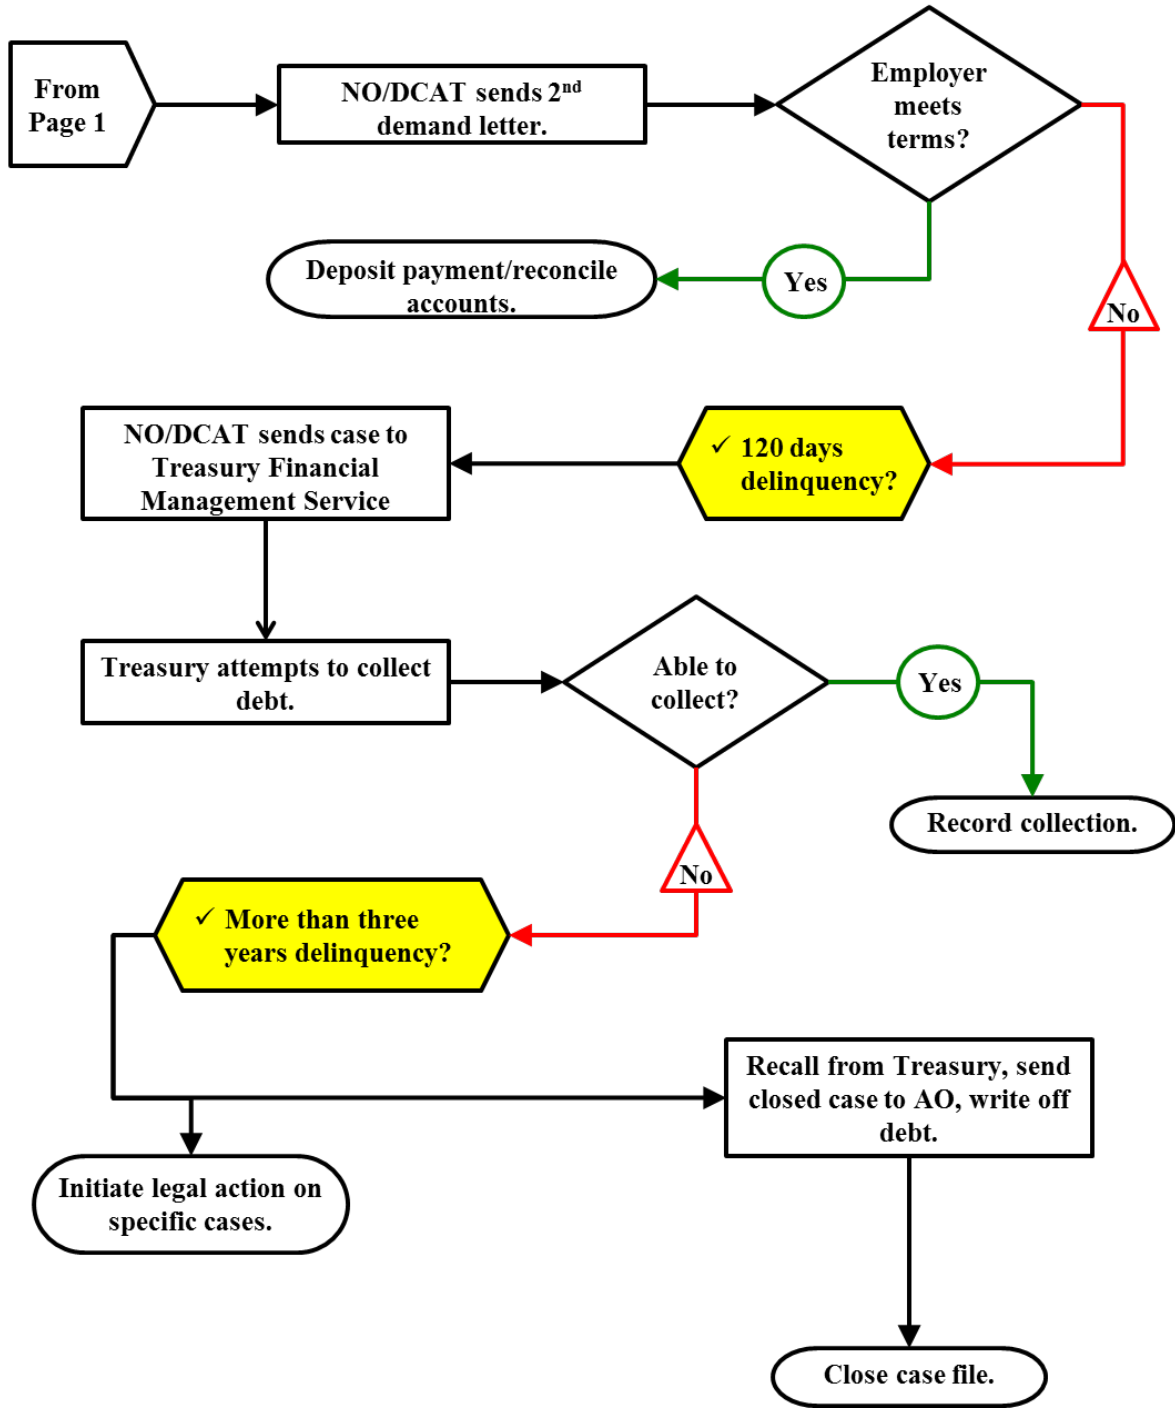 From
Page 1
NO/DCAT sends 2nd
demand letter.
Employer
meets
terms?
Deposit payment/reconcile
accounts.
Yes
No
NO/DCAT sends case to
Treasury Financial
Management Service
✓ 120 days
delinquency?
Treasury attempts to collect
debt.
Able to
collect?
Yes
Record collection.
No
✓ More than three
years delinquency?
Recall from Treasury, send
closed case to AO, write off
debt.
Initiate legal action on
specific cases.
Close case file.